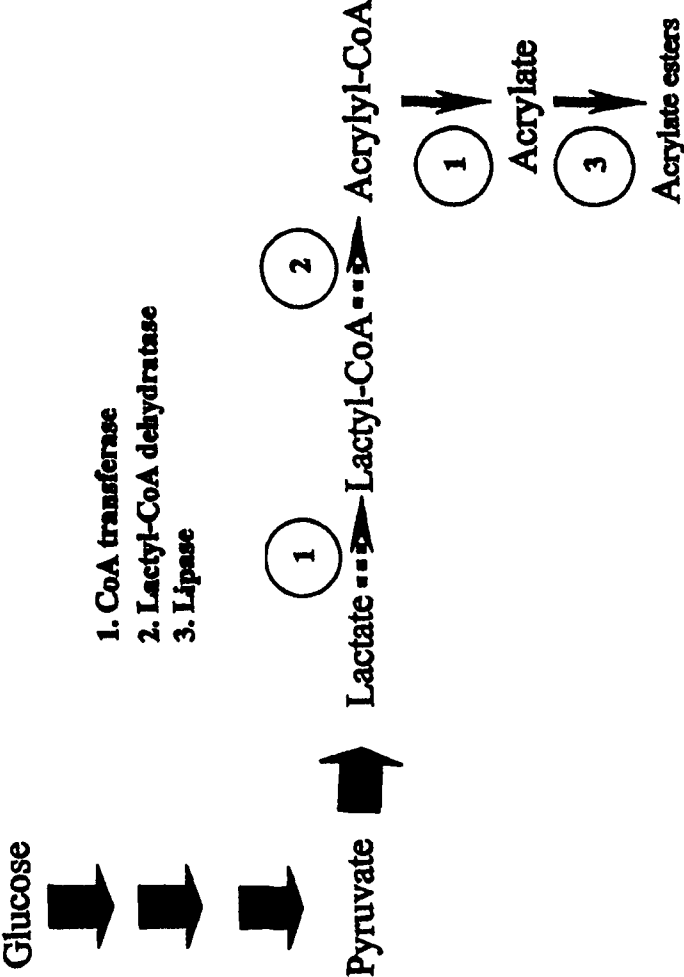 Glucose
1. CoA transferase
2. Lactyl-CoA dehydratase
3. Lipase
Pyruvate
Lactate
1
Lactyl-CoA
2
Acrylyl-CoA
1
Acrylate
3
Acrylate esters